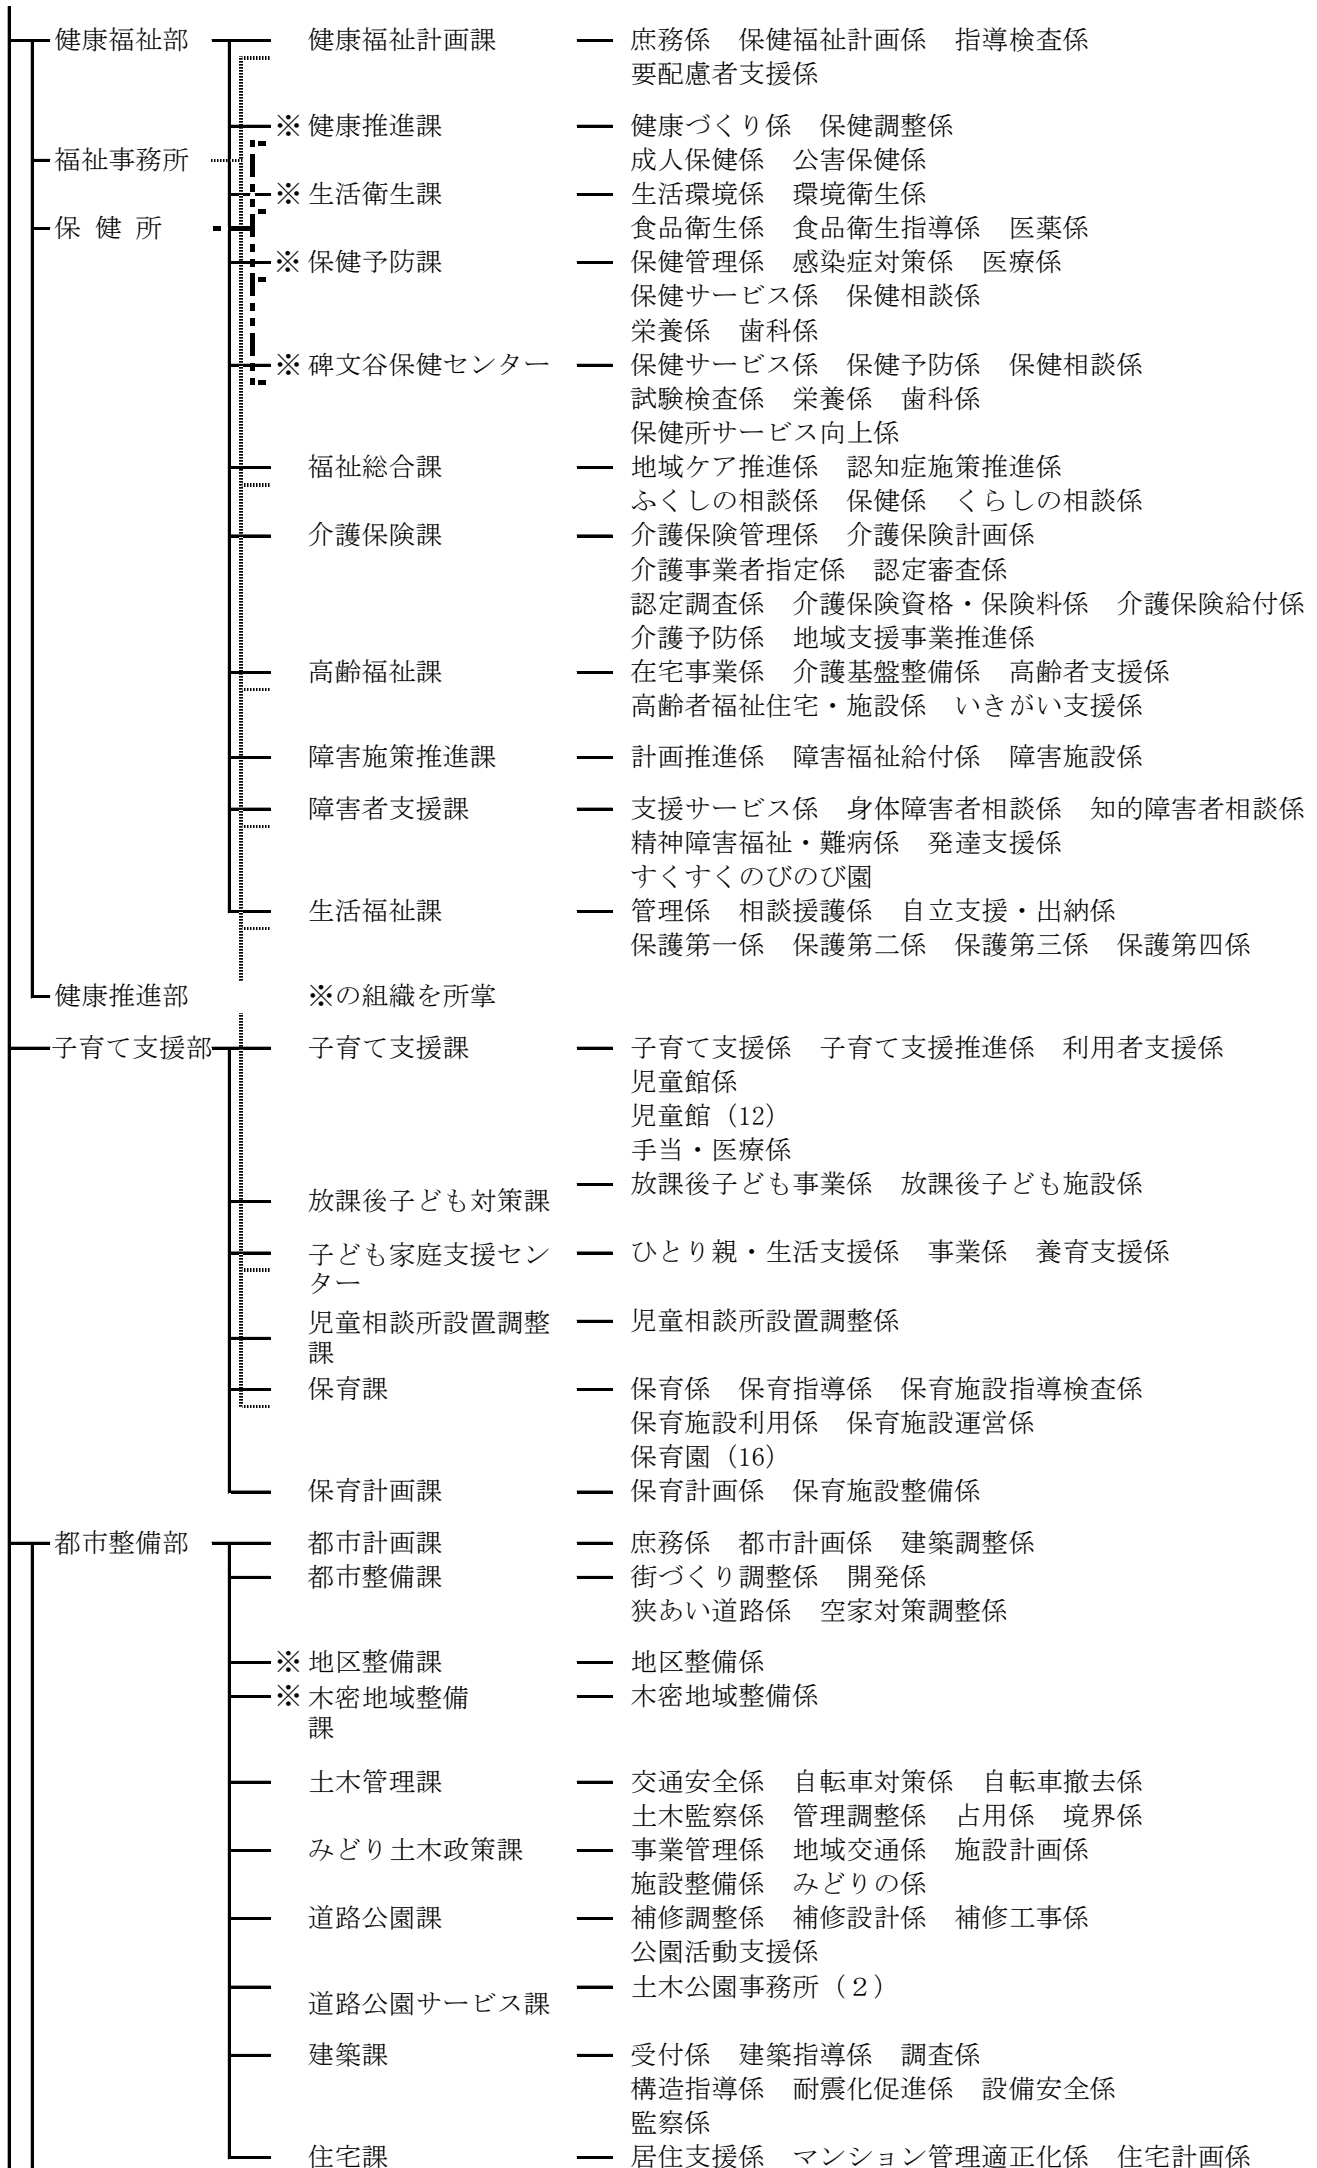 健康福祉部　健康福祉計画課　庶務係　保健福祉計画係　指導検査係
要配慮者支援係
※健康推進課　健康づくり係　保健調整係
福祉事務所　成人保健係　公害保健係
※生活衛生課　生活環境係　環境衛生係
保 健 所　食品衛生係　食品衛生指導係　医薬係
※保健予防課　保健管理係　感染症対策係　医療係
保健サービス係　保健相談係
栄養係　歯科係
※碑文谷保健センター　保健サービス係　保健予防係　保健相談係
試験検査係　栄養係　歯科係
保健所サービス向上係
福祉総合課　地域ケア推進係　認知症施策推進係
ふくしの相談係　保健係　くらしの相談係
介護保険課　介護保険管理係　介護保険計画係
介護事業者指定係　認定審査係
認定調査係　介護保険資格・保険料係　介護保険給付係
介護予防係　地域支援事業推進係
高齢福祉課　在宅事業係　介護基盤整備係　高齢者支援係
高齢者福祉住宅・施設係　いきがい支援係
障害施策推進課　計画推進係　障害福祉給付係　障害施設係
障害者支援課　支援サービス係　身体障害者相談係　知的障害者相談係
精神障害福祉・難病係　発達支援係
すくすくのびのび園
生活福祉課　管理係　相談援護係　自立支援・出納係
保護第一係　保護第二係　保護第三係　保護第四係
健康推進部　※の組織を所掌
子育て支援部　子育て支援課　子育て支援係　子育て支援推進係　利用者支援係
児童館係
児童館（12）
手当・医療係
放課後子ども対策課　放課後子ども事業係　放課後子ども施設係
子ども家庭支援セン　ひとり親・生活支援係　事業係　養育支援係
ター
児童相談所設置調整　児童相談所設置調整係
課
保育課　保育係　保育指導係　保育施設指導検査係
保育施設利用係　保育施設運営係
保育園（16）
保育計画課　保育計画係　保育施設整備係
都市整備部　都市計画課　庶務係　都市計画係　建築調整係
都市整備課　街づくり調整係　開発係
狭あい道路係　空家対策調整係
※地区整備課　地区整備係
※木密地域整備　木密地域整備係
課
土木管理課　交通安全係　自転車対策係　自転車撤去係
土木監察係　管理調整係　占用係　境界係
みどり土木政策課　事業管理係　地域交通係　施設計画係
施設整備係　みどりの係
道路公園課　補修調整係　補修設計係　補修工事係
公園活動支援係
道路公園サービス課　土木公園事務所（２）
建築課　受付係　建築指導係　調査係
構造指導係　耐震化促進係　設備安全係
監察係
住宅課　居住支援係　マンション管理適正化係　住宅計画係